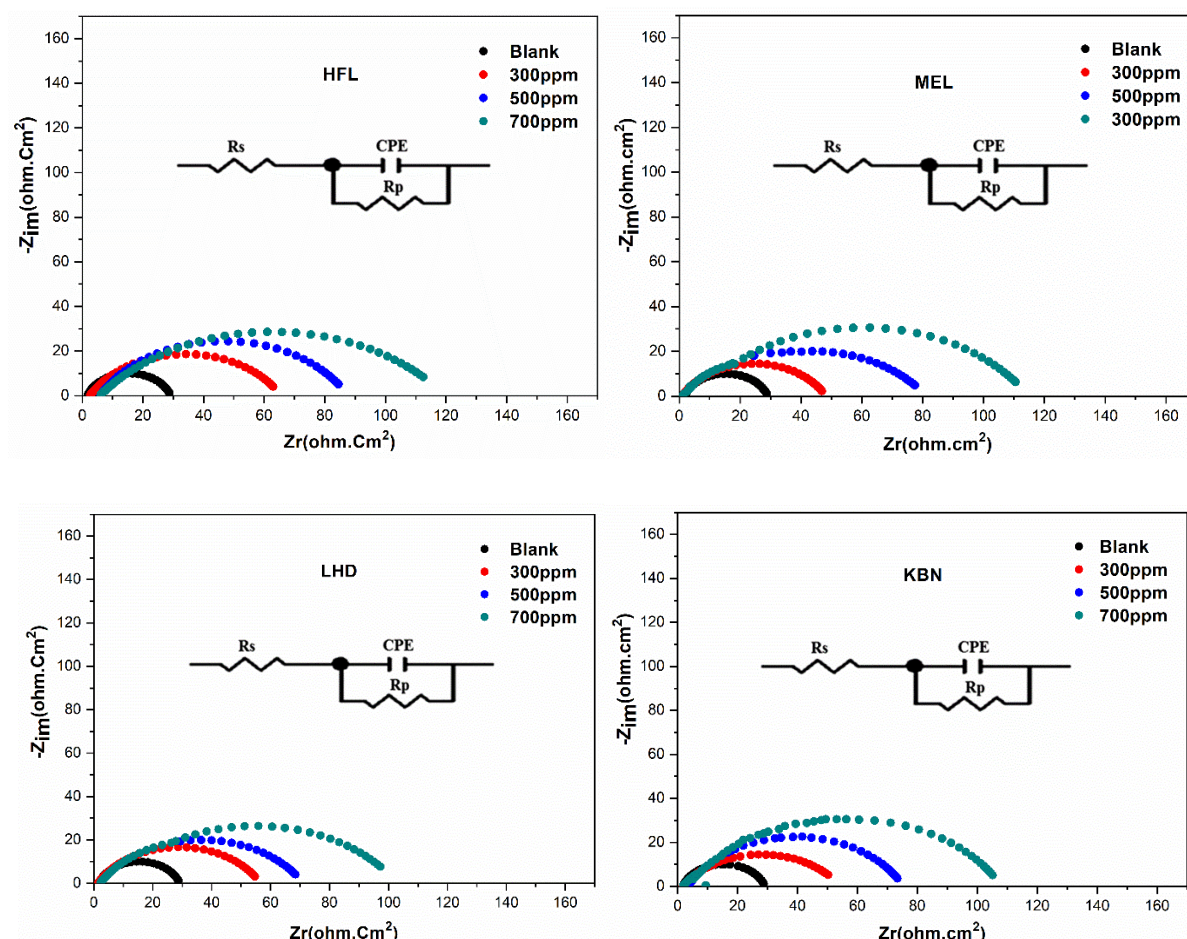 160
140
120
100
80
60
40
20
0
-Zim(ohm.Cm²)
HFL
Blank
300ppm
500ppm
700ppm
Rs
CPE
Rp
0 20 40 60 80 100 120 140 160
Zr(ohm.Cm²)
160
140
120
100
80
60
40
20
0
-Zim(ohm.cm²)
MEL
Blank
300ppm
500ppm
300ppm
Rs
CPE
Rp
0 20 40 60 80 100 120 140 160
Zr(ohm.cm²)
160
140
120
100
80
60
40
20
0
-Zim(ohm.Cm²)
LHD
Blank
300ppm
500ppm
700ppm
Rs
CPE
Rp
0 20 40 60 80 100 120 140 160
Zr(ohm.Cm²)
160
140
120
100
80
60
40
20
0
-Zim(ohm.cm²)
KBN
Blank
300ppm
500ppm
700ppm
Rs
CPE
Rp
0 20 40 60 80 100 120 140 160
Zr(ohm.cm²)